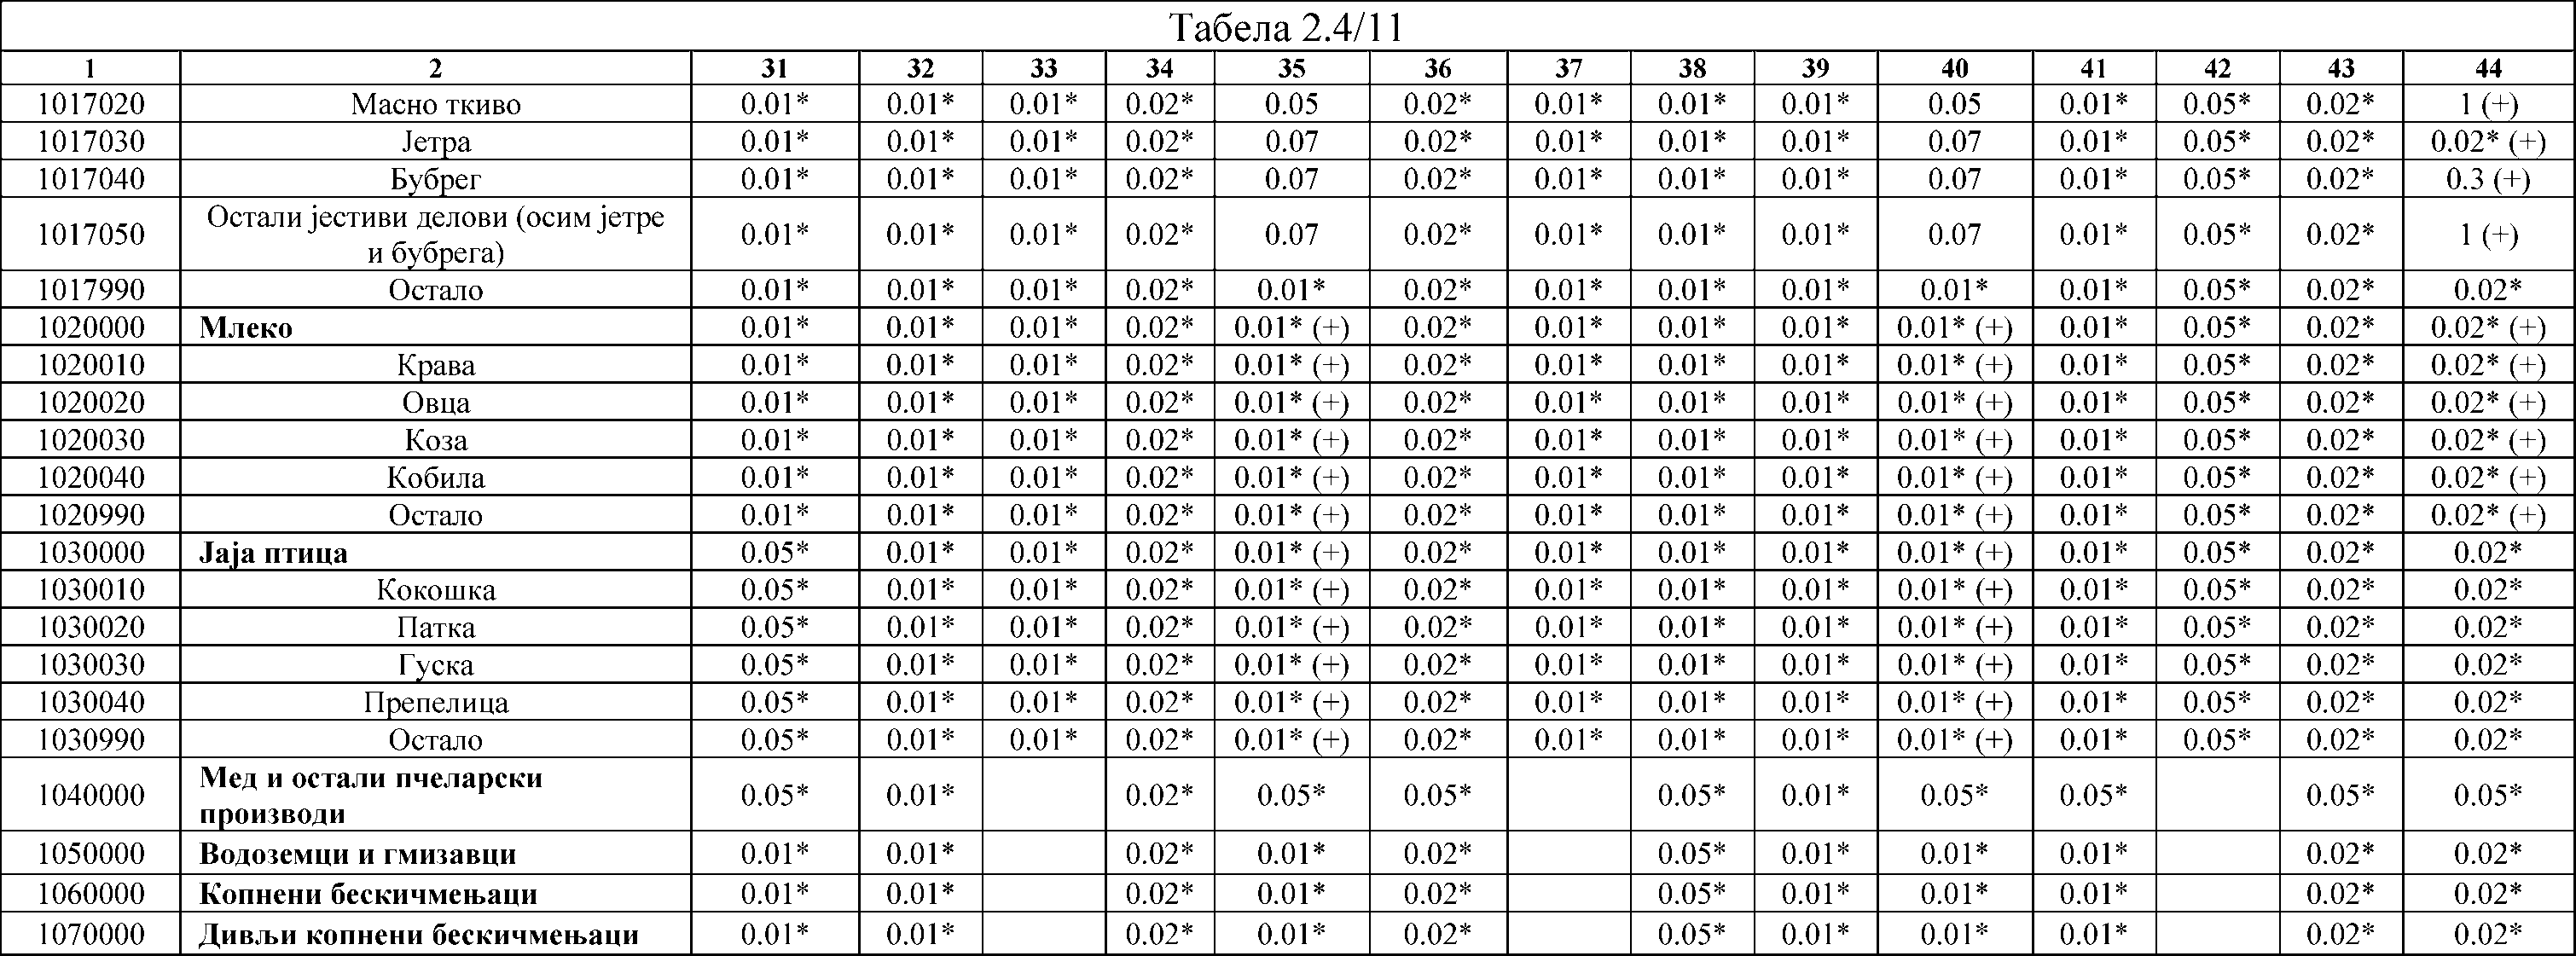 Табела 2.4/11
1 2 31 32 33 34 35 36 37 38 39 40 41 42 43 44
1017020 Масно ткиво 0.01* 0.01* 0.01* 0.02* 0.05 0.02* 0.01* 0.01* 0.01* 0.05 0.01* 0.05* 0.02* 1 (+)
1017030 Јетра 0.01* 0.01* 0.01* 0.02* 0.07 0.02* 0.01* 0.01* 0.01* 0.07 0.01* 0.05* 0.02* 0.02* (+)
1017040 Бубрег 0.01* 0.01* 0.01* 0.02* 0.07 0.02* 0.01* 0.01* 0.01* 0.07 0.01* 0.05* 0.02* 0.3 (+)
1017050 Остали јестиви делови (осим јетре
и бубрега) 0.01* 0.01* 0.01* 0.02* 0.07 0.02* 0.01* 0.01* 0.01* 0.07 0.01* 0.05* 0.02* 1 (+)
1017990 Остало 0.01* 0.01* 0.01* 0.02* 0.01* 0.02* 0.01* 0.01* 0.01* 0.01* 0.01* 0.05* 0.02* 0.02*
1020000 Млеко 0.01* 0.01* 0.01* 0.02* 0.01* (+) 0.02* 0.01* 0.01* 0.01* 0.01* (+) 0.01* 0.05* 0.02* 0.02* (+)
1020010 Крава 0.01* 0.01* 0.01* 0.02* 0.01* (+) 0.02* 0.01* 0.01* 0.01* 0.01* (+) 0.01* 0.05* 0.02* 0.02* (+)
1020020 Овца 0.01* 0.01* 0.01* 0.02* 0.01* (+) 0.02* 0.01* 0.01* 0.01* 0.01* (+) 0.01* 0.05* 0.02* 0.02* (+)
1020030 Коза 0.01* 0.01* 0.01* 0.02* 0.01* (+) 0.02* 0.01* 0.01* 0.01* 0.01* (+) 0.01* 0.05* 0.02* 0.02* (+)
1020040 Кобила 0.01* 0.01* 0.01* 0.02* 0.01* (+) 0.02* 0.01* 0.01* 0.01* 0.01* (+) 0.01* 0.05* 0.02* 0.02* (+)
1020990 Остало 0.01* 0.01* 0.01* 0.02* 0.01* (+) 0.02* 0.01* 0.01* 0.01* 0.01* (+) 0.01* 0.05* 0.02* 0.02* (+)
1030000 Јаја птица 0.05* 0.01* 0.01* 0.02* 0.01* (+) 0.02* 0.01* 0.01* 0.01* 0.01* (+) 0.01* 0.05* 0.02* 0.02*
1030010 Кокошка 0.05* 0.01* 0.01* 0.02* 0.01* (+) 0.02* 0.01* 0.01* 0.01* 0.01* (+) 0.01* 0.05* 0.02* 0.02*
1030020 Патка 0.05* 0.01* 0.01* 0.02* 0.01* (+) 0.02* 0.01* 0.01* 0.01* 0.01* (+) 0.01* 0.05* 0.02* 0.02*
1030030 Гуска 0.05* 0.01* 0.01* 0.02* 0.01* (+) 0.02* 0.01* 0.01* 0.01* 0.01* (+) 0.01* 0.05* 0.02* 0.02*
1030040 Препелица 0.05* 0.01* 0.01* 0.02* 0.01* (+) 0.02* 0.01* 0.01* 0.01* 0.01* (+) 0.01* 0.05* 0.02* 0.02*
1030990 Остало 0.05* 0.01* 0.01* 0.02* 0.01* (+) 0.02* 0.01* 0.01* 0.01* 0.01* (+) 0.01* 0.05* 0.02* 0.02*
1040000 Мед и остали пчеларски
производи 0.05* 0.01* 0.02* 0.05* 0.05* 0.05* 0.01* 0.05* 0.05* 0.05* 0.05*
1050000 Водоземци и гмизавци 0.01* 0.01* 0.02* 0.01* 0.02* 0.05* 0.01* 0.01* 0.01* 0.02* 0.02*
1060000 Копнени бескичмењаци 0.01* 0.01* 0.02* 0.01* 0.02* 0.05* 0.01* 0.01* 0.01* 0.02* 0.02*
1070000 Дивљи копнени бескичмењаци 0.01* 0.01* 0.02* 0.01* 0.02* 0.05* 0.01* 0.01* 0.01* 0.02* 0.02*